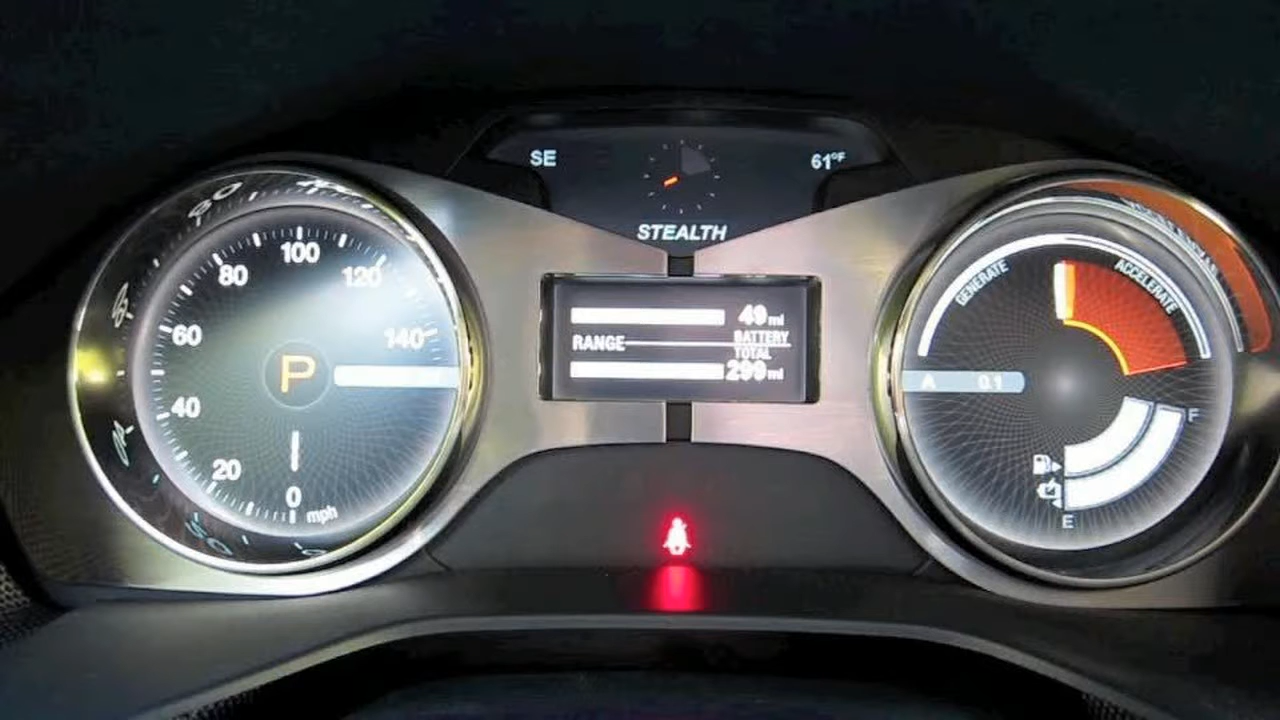 SE
61°F
STEALTH
100
80
120
60
140
P
40
20
0
mph
49 mi
RANGE
BATTERY
TOTAL
299 mi
GENERATE
ACCELERATE
A 0.1
F
E